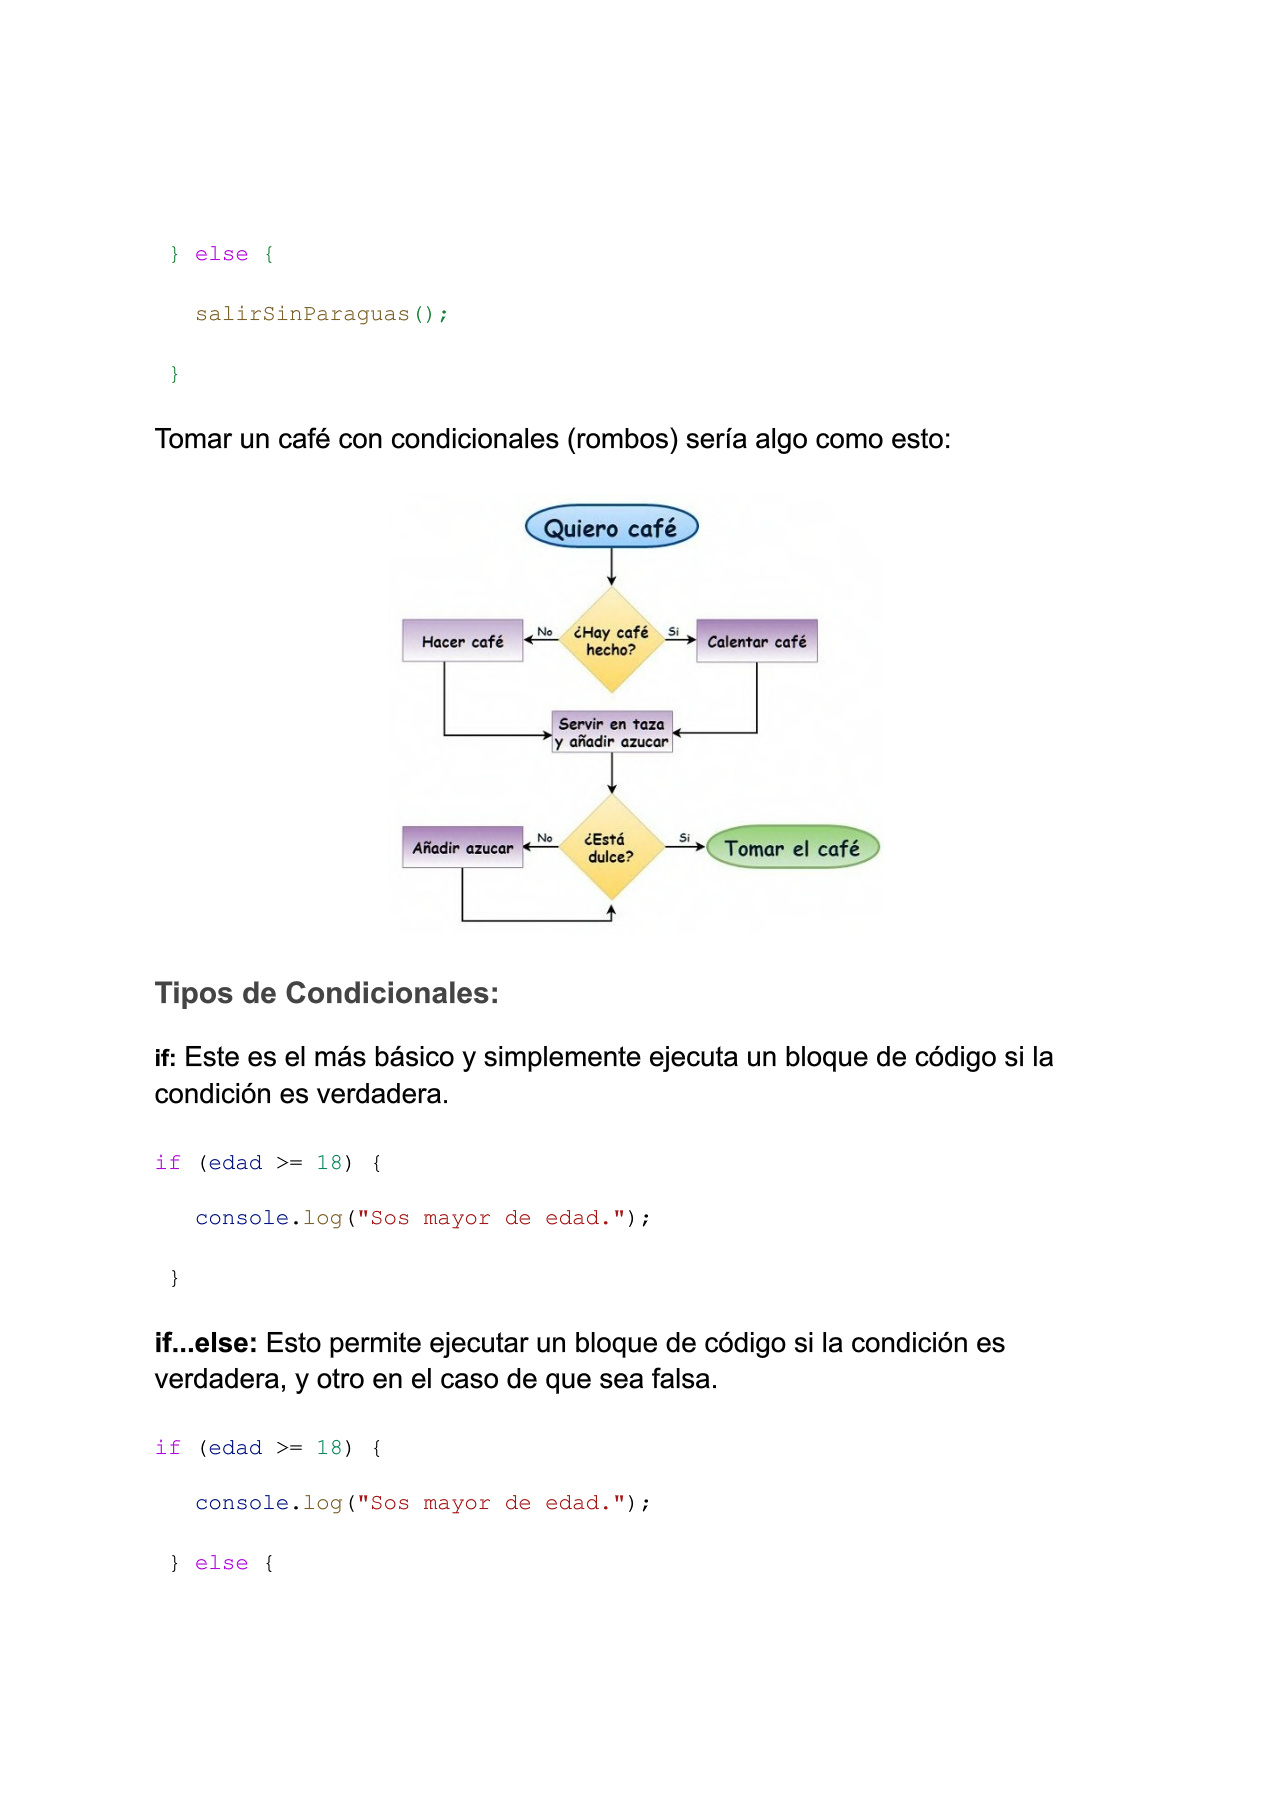 } else {
salirSinParaguas();
}
Tomar un café con condicionales (rombos) sería algo como esto:
Quiero café
¿Hay café
hecho?
No
Si
Hacer café
Calentar café
Servir en taza
y añadir azucar
¿Está
dulce?
No
Si
Añadir azucar
Tomar el café
Tipos de Condicionales:
if: Este es el más básico y simplemente ejecuta un bloque de código si la
condición es verdadera.
if (edad >= 18) {
console.log("Sos mayor de edad.");
}
if...else: Esto permite ejecutar un bloque de código si la condición es
verdadera, y otro en el caso de que sea falsa.
if (edad >= 18) {
console.log("Sos mayor de edad.");
} else {